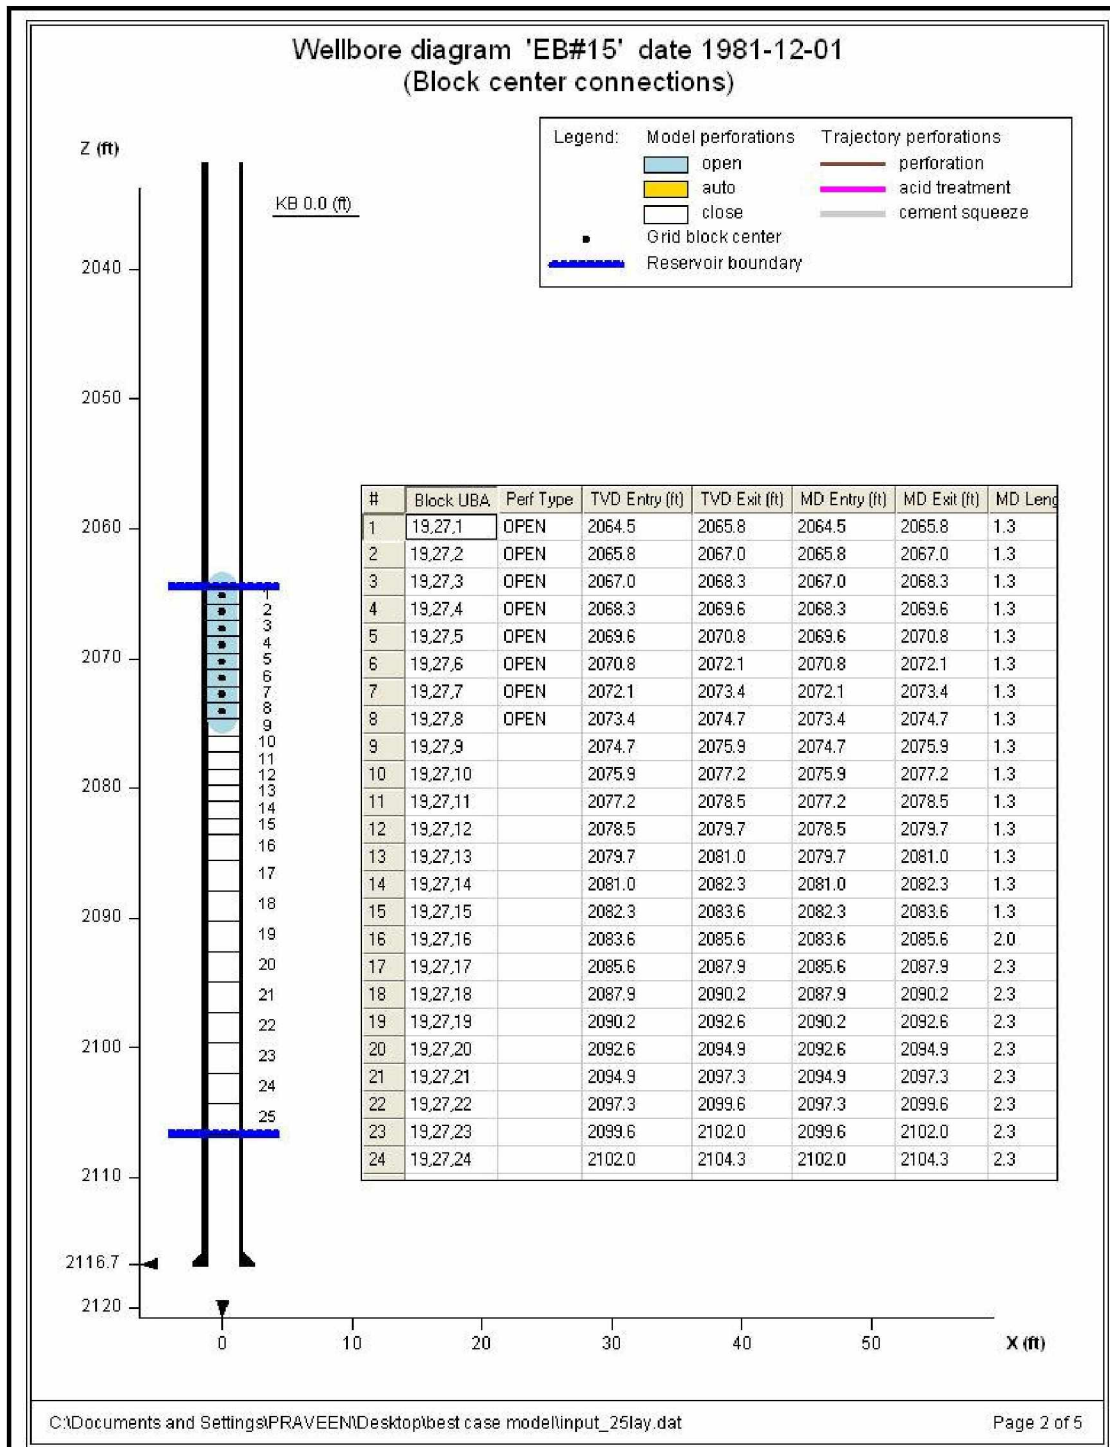 Wellbore diagram 'EB#15' date 1981-12-01
(Block center connections)
Legend: Model perforations Trajectory perforations
open perforation
auto acid treatment
close cement squeeze
Grid block center
Reservoir boundary
Z (ft)
KB 0.0 (ft)
2040
2050
2060
2070
2080
2090
2100
2110
2116.7
2120
1
2
3
4
5
6
7
8
9
10
11
12
13
14
15
16
17
18
19
20
21
22
23
24
25
# Block UBA Perf Type TVD Entry (ft) TVD Exit (ft) MD Entry (ft) MD Exit (ft) MD Leng
1 19,27,1 OPEN 2064.5 2065.8 2064.5 2065.8 1.3
2 19,27,2 OPEN 2065.8 2067.0 2065.8 2067.0 1.3
3 19,27,3 OPEN 2067.0 2068.3 2067.0 2068.3 1.3
4 19,27,4 OPEN 2068.3 2069.6 2068.3 2069.6 1.3
5 19,27,5 OPEN 2069.6 2070.8 2069.6 2070.8 1.3
6 19,27,6 OPEN 2070.8 2072.1 2070.8 2072.1 1.3
7 19,27,7 OPEN 2072.1 2073.4 2072.1 2073.4 1.3
8 19,27,8 OPEN 2073.4 2074.7 2073.4 2074.7 1.3
9 19,27,9 2074.7 2075.9 2074.7 2075.9 1.3
10 19,27,10 2075.9 2077.2 2075.9 2077.2 1.3
11 19,27,11 2077.2 2078.5 2077.2 2078.5 1.3
12 19,27,12 2078.5 2079.7 2078.5 2079.7 1.3
13 19,27,13 2079.7 2081.0 2079.7 2081.0 1.3
14 19,27,14 2081.0 2082.3 2081.0 2082.3 1.3
15 19,27,15 2082.3 2083.6 2082.3 2083.6 1.3
16 19,27,16 2083.6 2085.6 2083.6 2085.6 2.0
17 19,27,17 2085.6 2087.9 2085.6 2087.9 2.3
18 19,27,18 2087.9 2090.2 2087.9 2090.2 2.3
19 19,27,19 2090.2 2092.6 2090.2 2092.6 2.3
20 19,27,20 2092.6 2094.9 2092.6 2094.9 2.3
21 19,27,21 2094.9 2097.3 2094.9 2097.3 2.3
22 19,27,22 2097.3 2099.6 2097.3 2099.6 2.3
23 19,27,23 2099.6 2102.0 2099.6 2102.0 2.3
24 19,27,24 2102.0 2104.3 2102.0 2104.3 2.3
0 10 20 30 40 50 X (ft)
C:\Documents and Settings\PRAVEEN\Desktop\best case model\input_25lay.dat Page 2 of 5